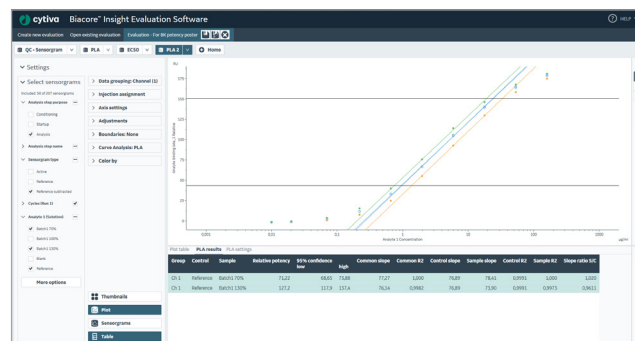 cytiva Biacore™ Insight Evaluation Software
HELP
Create new evaluation Open existing evaluation Evaluation - For BK potency poster
QC - Sensorgram PLA EC50 PLA 2 Home
Settings
Select sensorgrams
Analysis step purpose
Conditioning
Startup
Analysis
Analysis step name
Sensorgram type
Active
Reference
Reference subtracted
Cycles (Run 1)
Analyte 1 (Solution)
Batch1 70%
Batch1 100%
Batch1 130%
Blank
Reference
More options
Data grouping: Channel (1)
Injection assignment
Axis settings
Adjustments
Boundaries: None
Curve Analysis: PLA
Color by
Thumbnails
Plot
Sensorgrams
Table
RU
175
150
125
100
75
50
25
0
0,001 0,01 0,1 1 10 100 1000
Analyte 1 Concentration
µg/ml
Plot table PLA results PLA settings
Group Control Sample Relative potency 95% confidence low high Common slope Common R2 Control slope Sample slope Control R2 Sample R2 Slope ratio S/C
Ch 1 Reference Batch1 70% 71,22 68,65 73,88 77,27 1,000 76,89 78,41 0,9991 1,000 1,020
Ch 1 Reference Batch1 130% 127,2 117,9 137,4 76,14 0,9982 76,89 73,90 0,9991 0,9973 0,9611